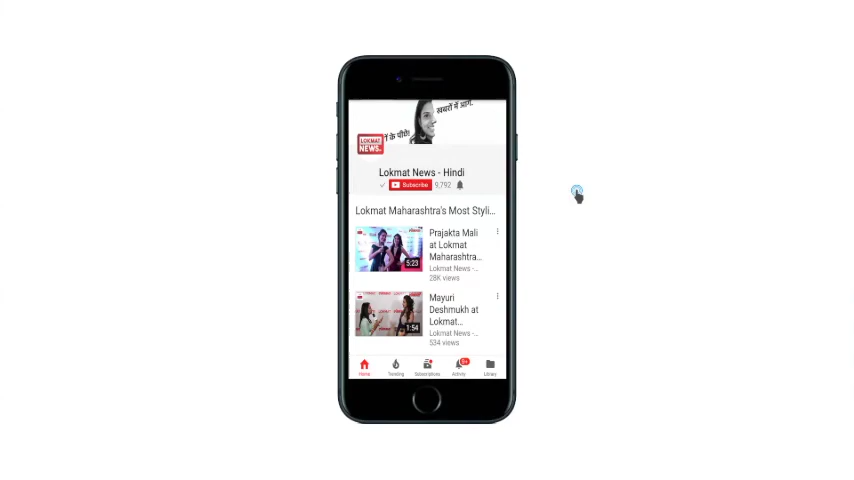 खबरों में आगे,
ों के पीछे!
LOKMAT
NEWS
Lokmat News - Hindi
Subscribe 9,792
Lokmat Maharashtra's Most Styli...
Prajakta Mali
at Lokmat
Maharashtra...
Lokmat News -...
28K views
5:23
Mayuri
Deshmukh at
Lokmat...
Lokmat News -...
534 views
1:54
Home Trending Subscriptions Activity Library
9+